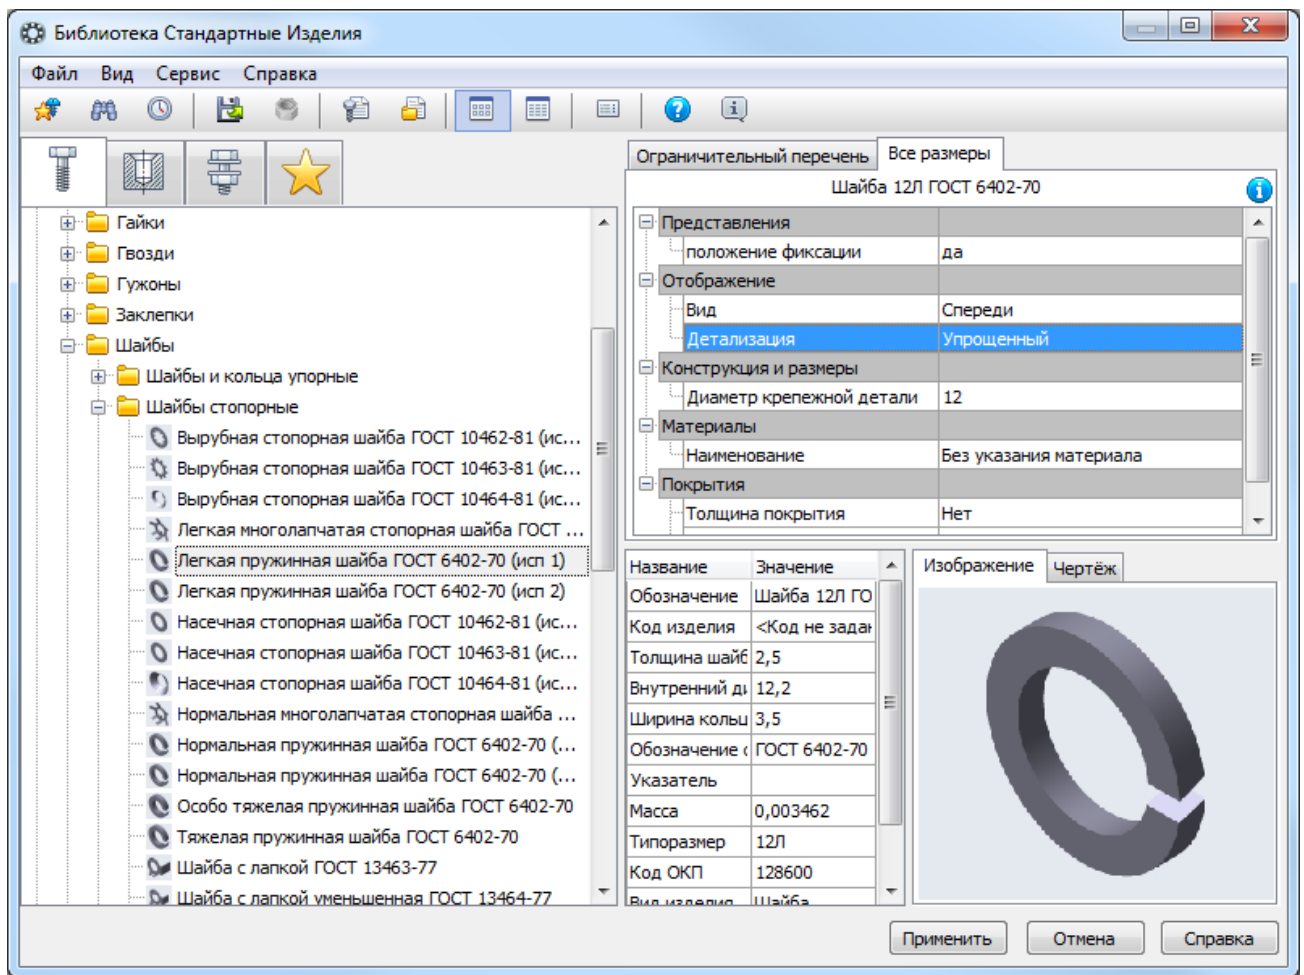 Библиотека Стандартные Изделия
Файл Вид Сервис Справка
Гайки
Гвозди
Гужоны
Заклепки
Шайбы
Шайбы и кольца упорные
Шайбы стопорные
Вырубная стопорная шайба ГОСТ 10462-81 (ис...
Вырубная стопорная шайба ГОСТ 10463-81 (ис...
Вырубная стопорная шайба ГОСТ 10464-81 (ис...
Легкая многолапчатая стопорная шайба ГОСТ ...
Легкая пружинная шайба ГОСТ 6402-70 (исп 1)
Легкая пружинная шайба ГОСТ 6402-70 (исп 2)
Насечная стопорная шайба ГОСТ 10462-81 (ис...
Насечная стопорная шайба ГОСТ 10463-81 (ис...
Насечная стопорная шайба ГОСТ 10464-81 (ис...
Нормальная многолапчатая стопорная шайба ...
Нормальная пружинная шайба ГОСТ 6402-70 (...
Нормальная пружинная шайба ГОСТ 6402-70 (...
Особо тяжелая пружинная шайба ГОСТ 6402-70
Тяжелая пружинная шайба ГОСТ 6402-70
Шайба с лапкой ГОСТ 13463-77
Шайба с лапкой уменьшенная ГОСТ 13464-77
Ограничительный перечень Все размеры
Шайба 12Л ГОСТ 6402-70
Представления
положение фиксации да
Отображение
Вид Спереди
Детализация Упрощенный
Конструкция и размеры
Диаметр крепежной детали 12
Материалы
Наименование Без указания материала
Покрытия
Толщина покрытия Нет
Название Значение
Обозначение Шайба 12Л ГО
Код изделия <Код не задан
Толщина шайб 2,5
Внутренний ди 12,2
Ширина кольц 3,5
Обозначение с ГОСТ 6402-70
Указатель
Масса 0,003462
Типоразмер 12Л
Код ОКП 128600
Вид изделия Шайба
Изображение Чертёж
Применить Отмена Справка